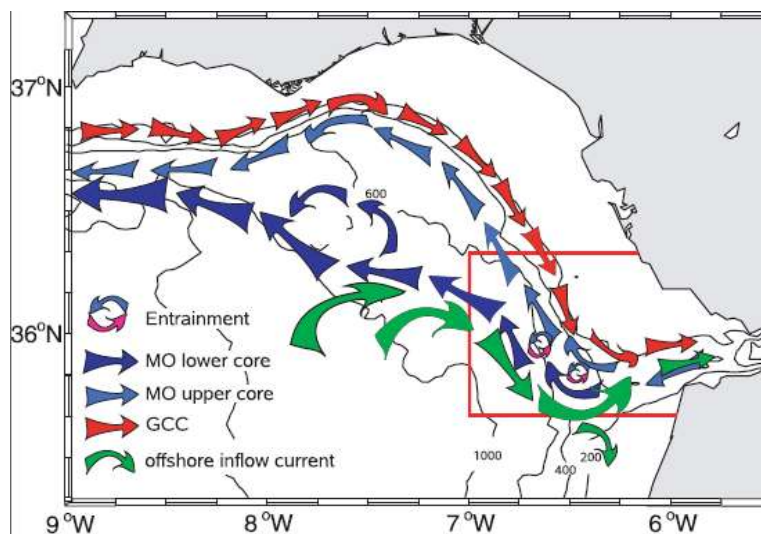 37°N
600
36°N
Entrainment
MO lower core
MO upper core
GCC
offshore inflow current
1000
400
200
9°W
8°W
7°W
6°W